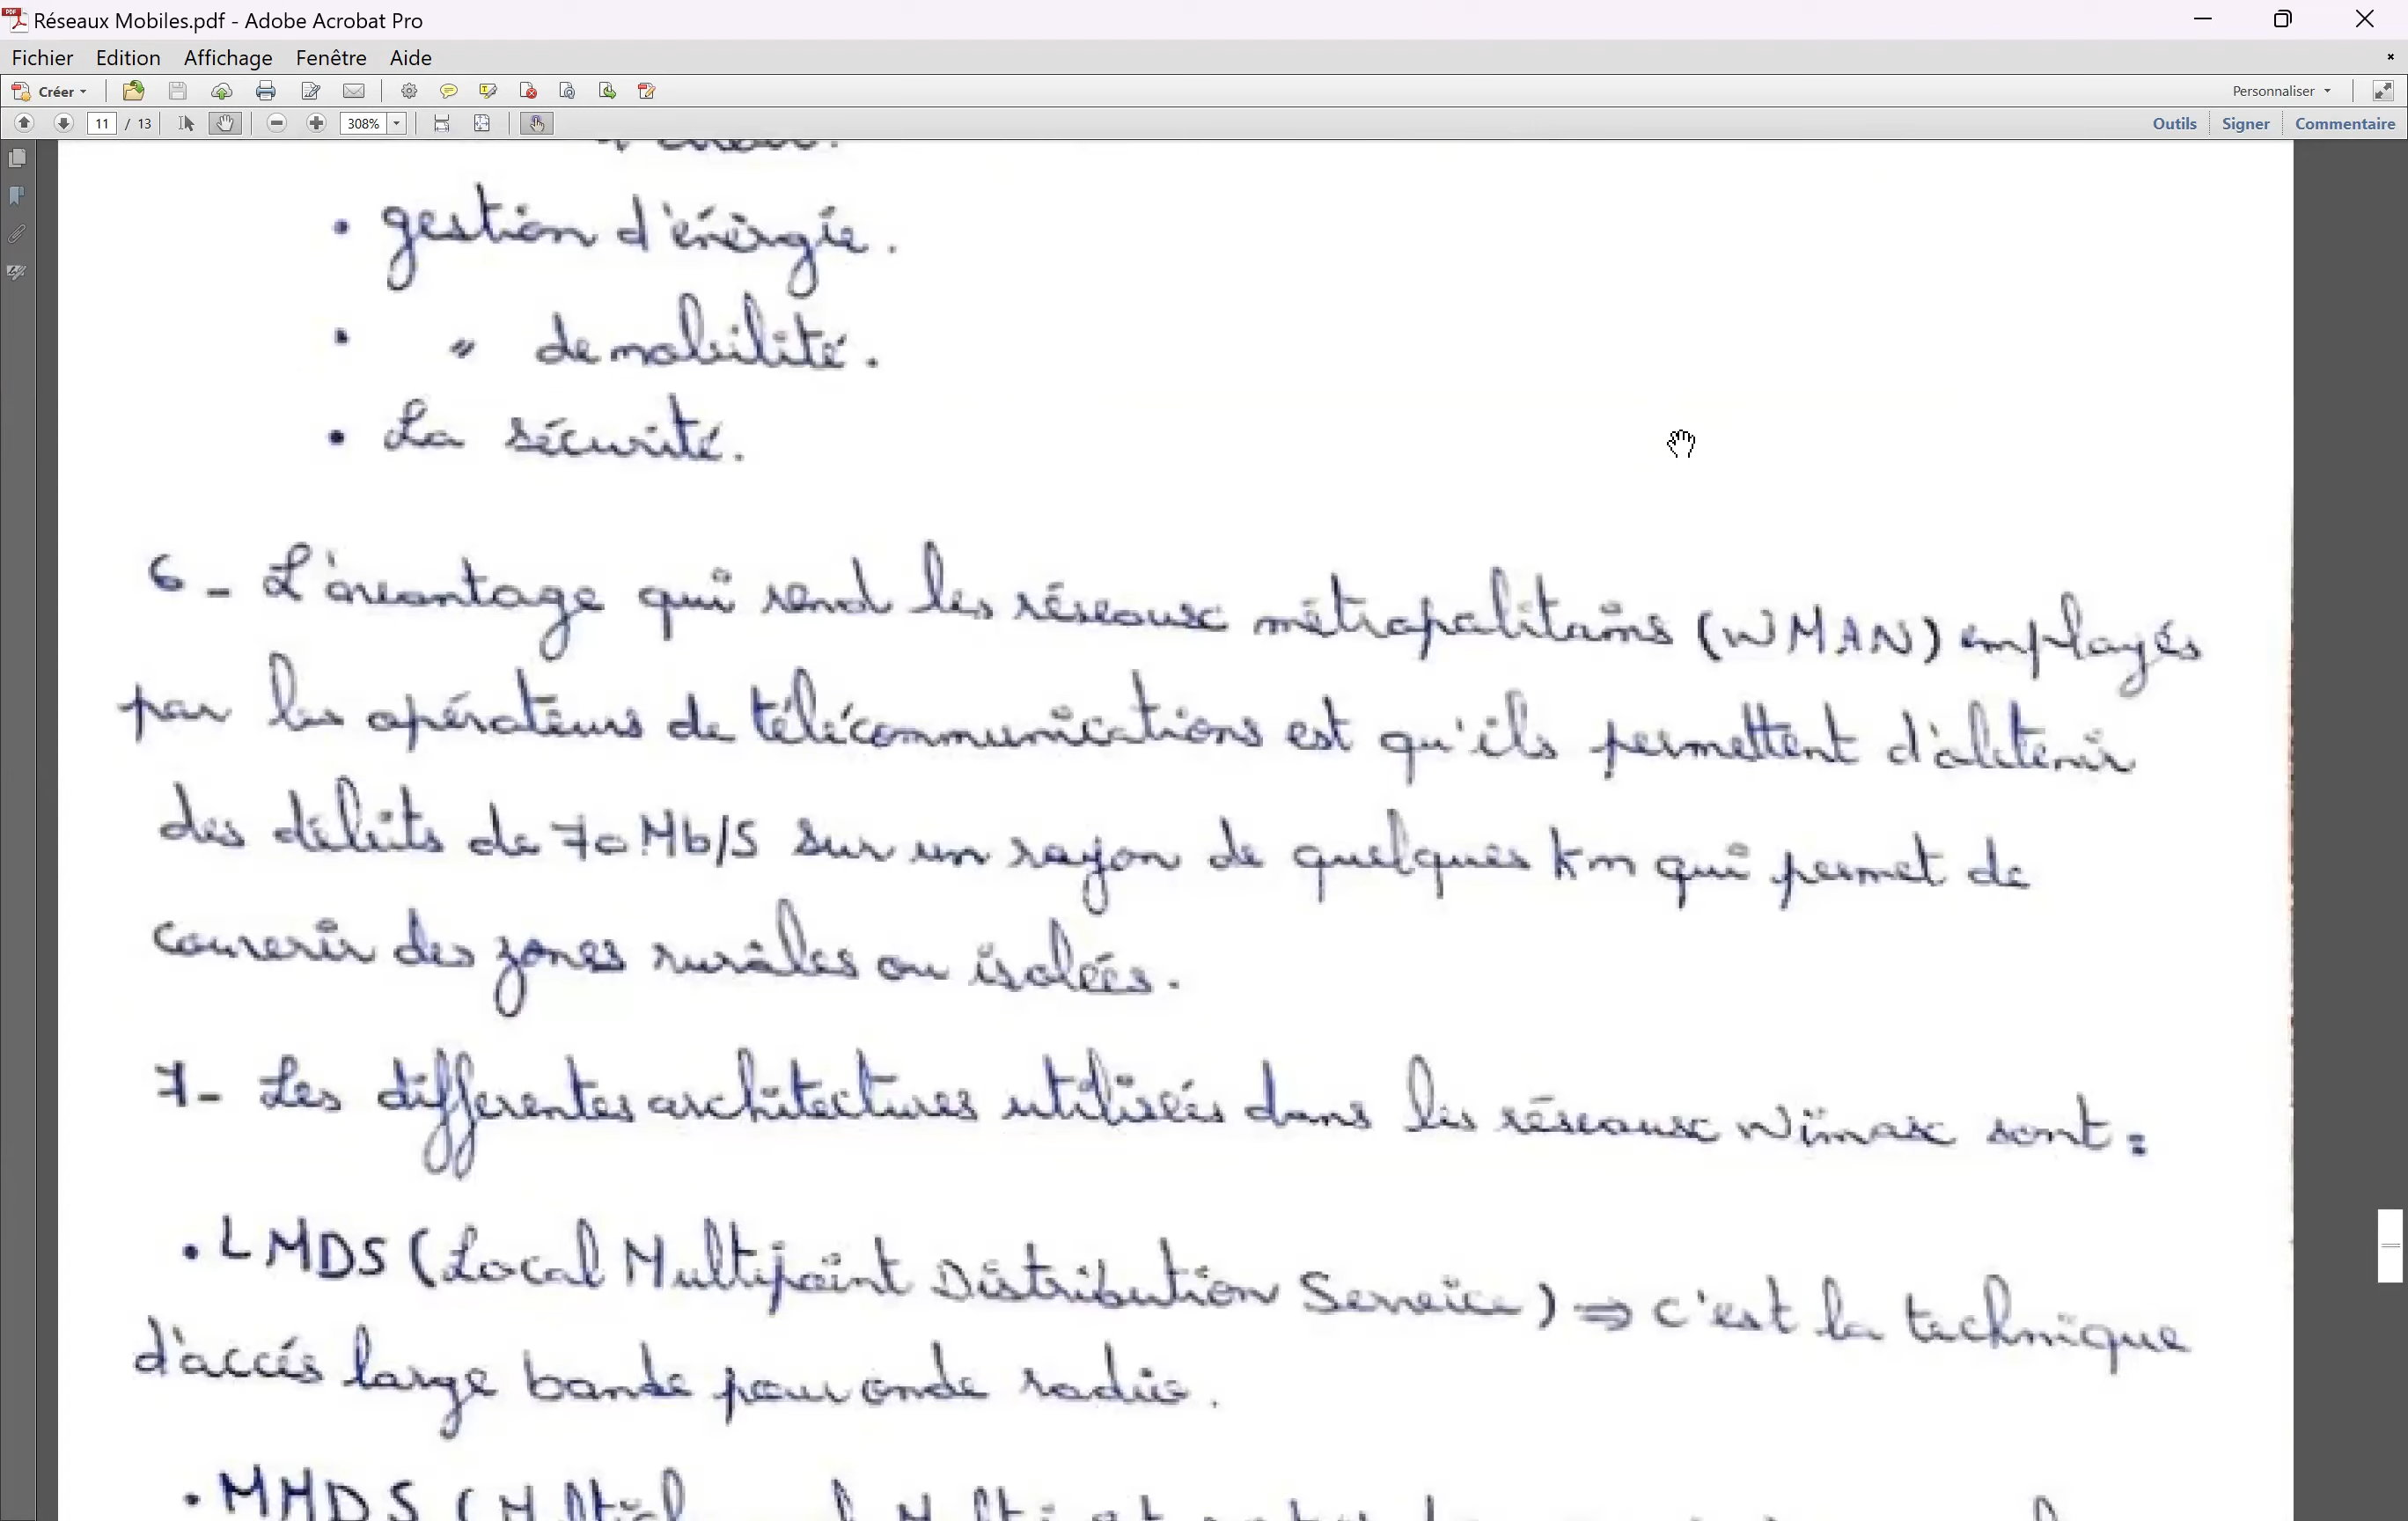 Réseaux Mobiles.pdf - Adobe Acrobat Pro
Fichier Edition Affichage Fenêtre Aide
Créer Personnaliser
11 / 13 308% Outils Signer Commentaire
• gestion d'énérgie.
• " de mobilité.
• La sécurité.
6 - L'avantage qui rend les réseaux métropolitains (WMAN) employés
par les opérateurs de télécommunications est qu'ils permettent d'obtenir
des débits de 70 Mb/S sur un rayon de quelques km qui permet de
couvrir des zones rurales ou isolées.
7- Les differentes architectures utilisées dans les réseaux Wimax sont :
• LMDS (Local Multipoint Distribution Service) ⇒ c'est la technique
d'accés large bande pour onde radio.
• MMDS (